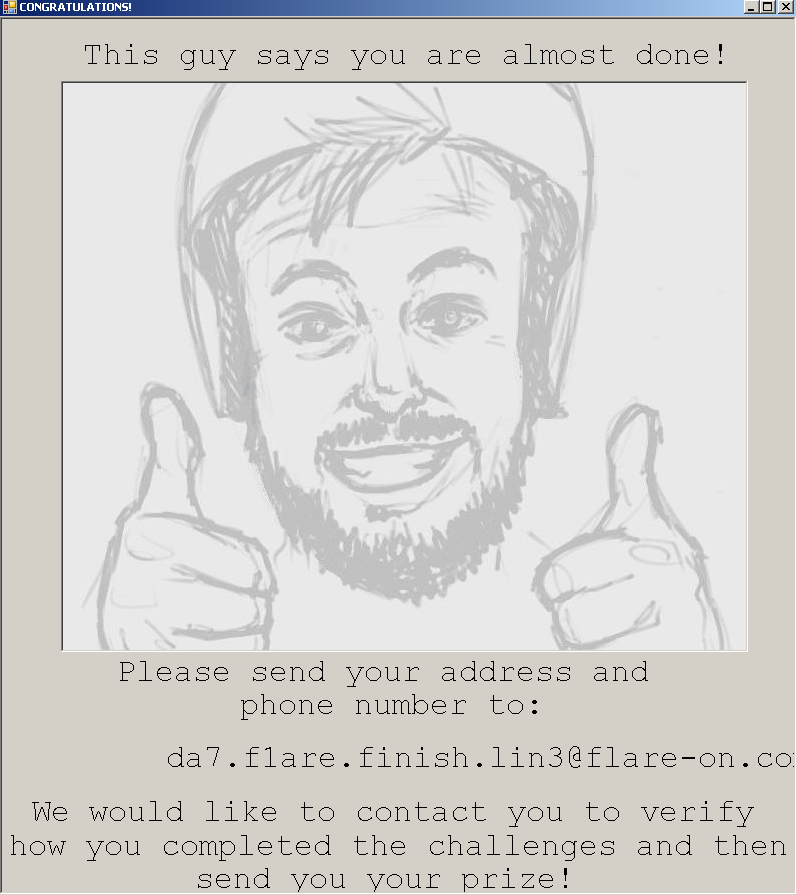 CONGRATULATIONS!
This guy says you are almost done!
Please send your address and
phone number to:
da7.f1are.finish.lin3@flare-on.co
We would like to contact you to verify
how you completed the challenges and then
send you your prize!